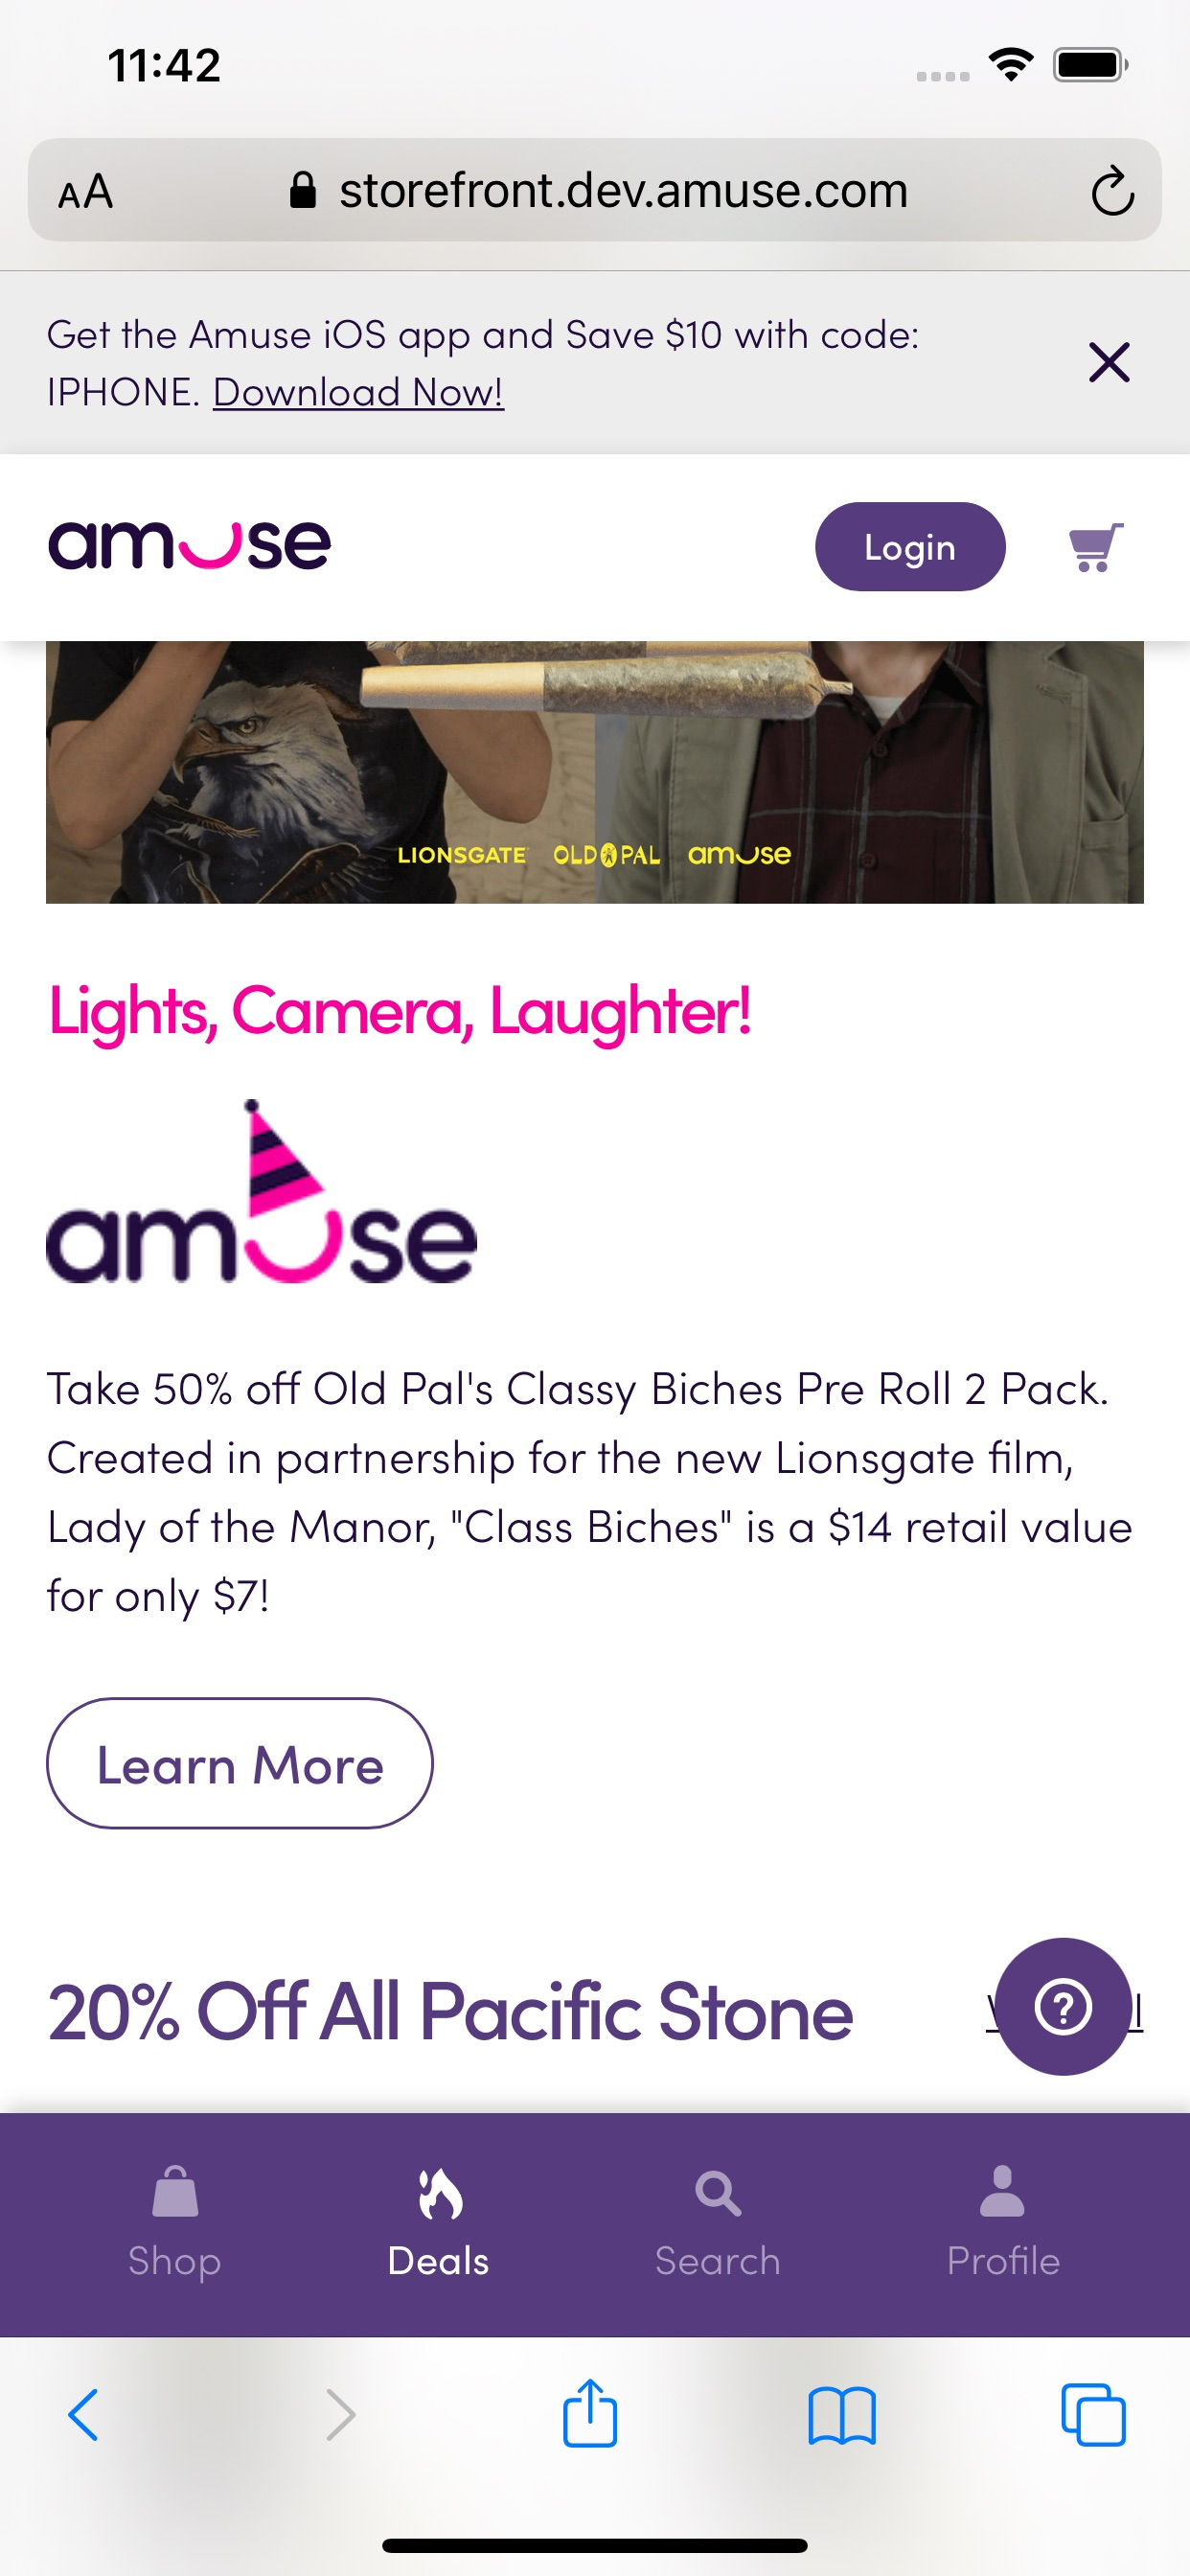 11:42
AA storefront.dev.amuse.com
Get the Amuse iOS app and Save $10 with code:
IPHONE. Download Now!
amuse
Login
LIONSGATE OLD PAL amuse
Lights, Camera, Laughter!
amuse
Take 50% off Old Pal's Classy Biches Pre Roll 2 Pack.
Created in partnership for the new Lionsgate film,
Lady of the Manor, "Class Biches" is a $14 retail value
for only $7!
Learn More
20% Off All Pacific Stone
?
Shop Deals Search Profile